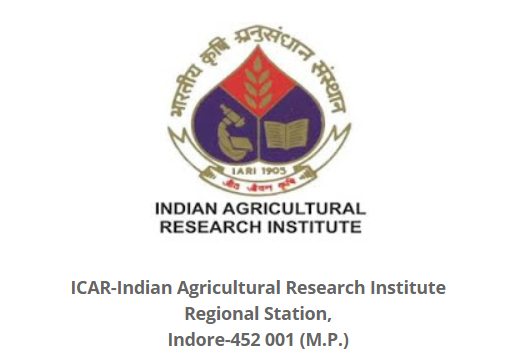 भारतीय कृषि अनुसंधान संस्थान
IARI 1905
INDIAN AGRICULTURAL
RESEARCH INSTITUTE
ICAR-Indian Agricultural Research Institute
Regional Station,
Indore-452 001 (M.P.)